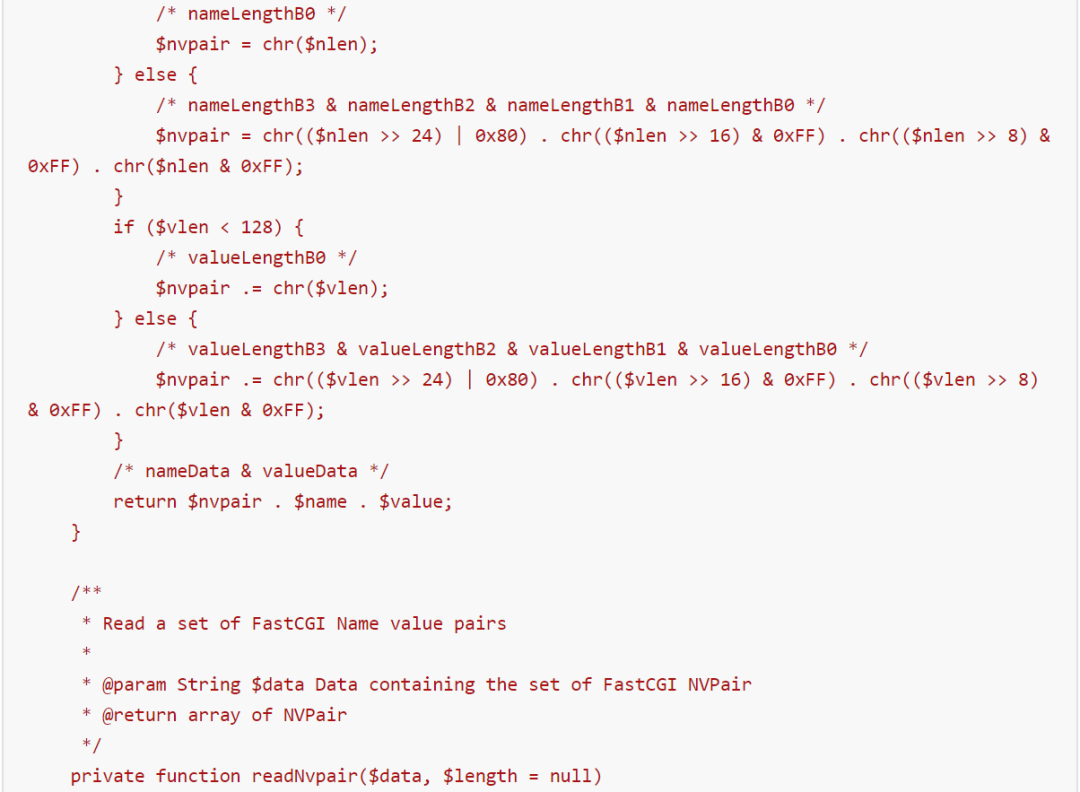 /* nameLengthB0 */
            $nvpair = chr($nlen);
        } else {
            /* nameLengthB3 & nameLengthB2 & nameLengthB1 & nameLengthB0 */
            $nvpair = chr(($nlen >> 24) | 0x80) . chr(($nlen >> 16) & 0xFF) . chr(($nlen >> 8) &
0xFF) . chr($nlen & 0xFF);
        }
        if ($vlen < 128) {
            /* valueLengthB0 */
            $nvpair .= chr($vlen);
        } else {
            /* valueLengthB3 & valueLengthB2 & valueLengthB1 & valueLengthB0 */
            $nvpair .= chr(($vlen >> 24) | 0x80) . chr(($vlen >> 16) & 0xFF) . chr(($vlen >> 8)
& 0xFF) . chr($vlen & 0xFF);
        }
        /* nameData & valueData */
        return $nvpair . $name . $value;
    }
    /**
     * Read a set of FastCGI Name value pairs
     *
     * @param String $data Data containing the set of FastCGI NVPair
     * @return array of NVPair
     */
    private function readNvpair($data, $length = null)